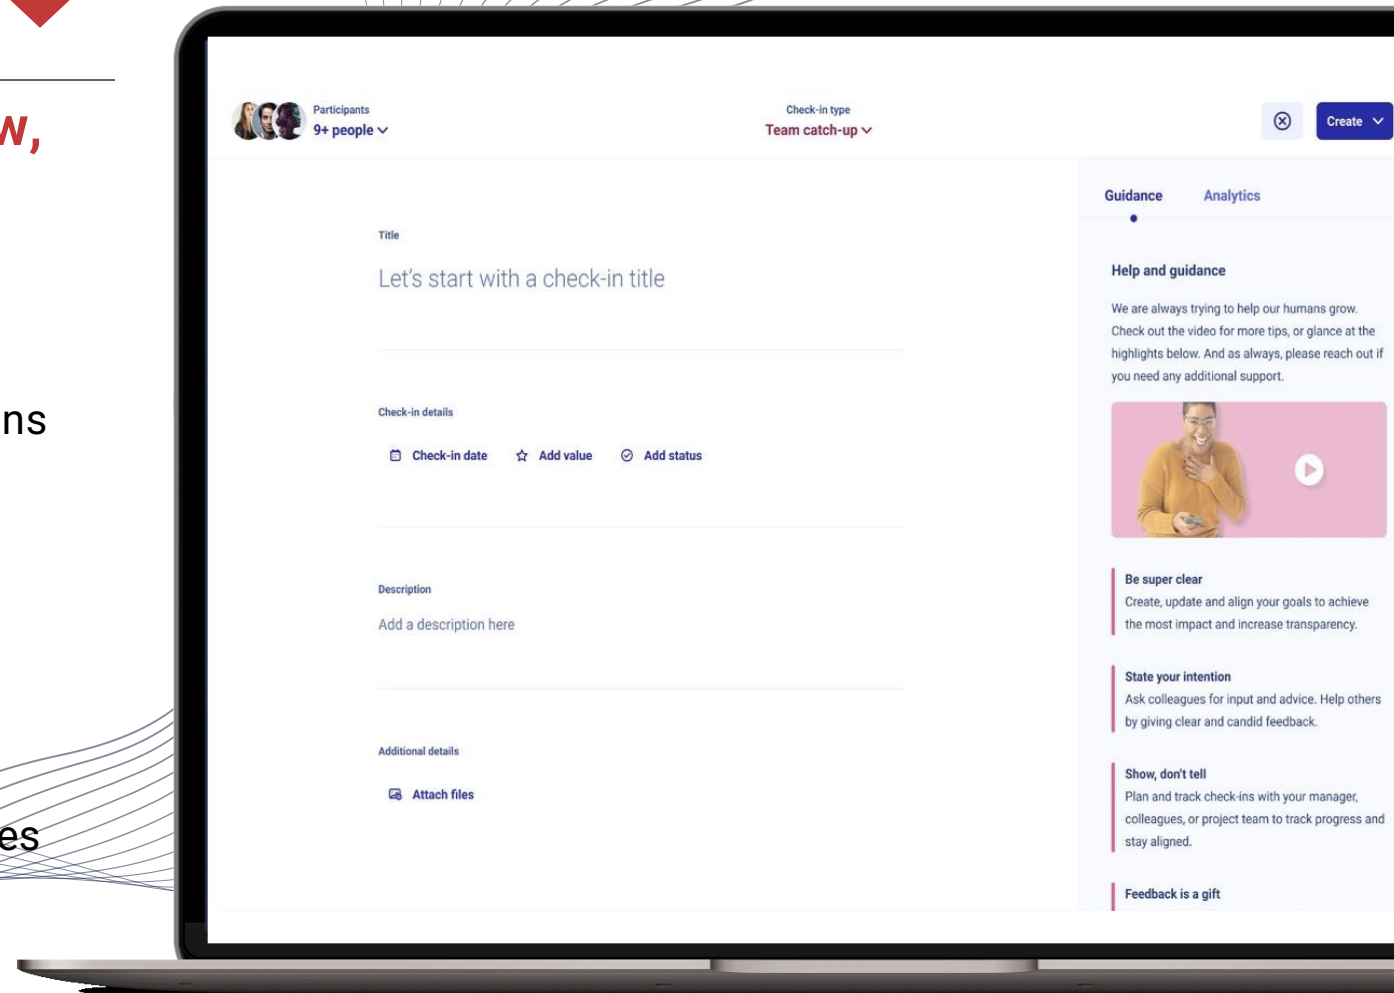 w,
ns
es
Participants
9+ people
Check-in type
Team catch-up
Create
Title
Let's start with a check-in title
Check-in details
Check-in date Add value Add status
Description
Add a description here
Additional details
Attach files
Guidance Analytics
Help and guidance
We are always trying to help our humans grow.
Check out the video for more tips, or glance at the
highlights below. And as always, please reach out if
you need any additional support.
Be super clear
Create, update and align your goals to achieve
the most impact and increase transparency.
State your intention
Ask colleagues for input and advice. Help others
by giving clear and candid feedback.
Show, don't tell
Plan and track check-ins with your manager,
colleagues, or project team to track progress and
stay aligned.
Feedback is a gift